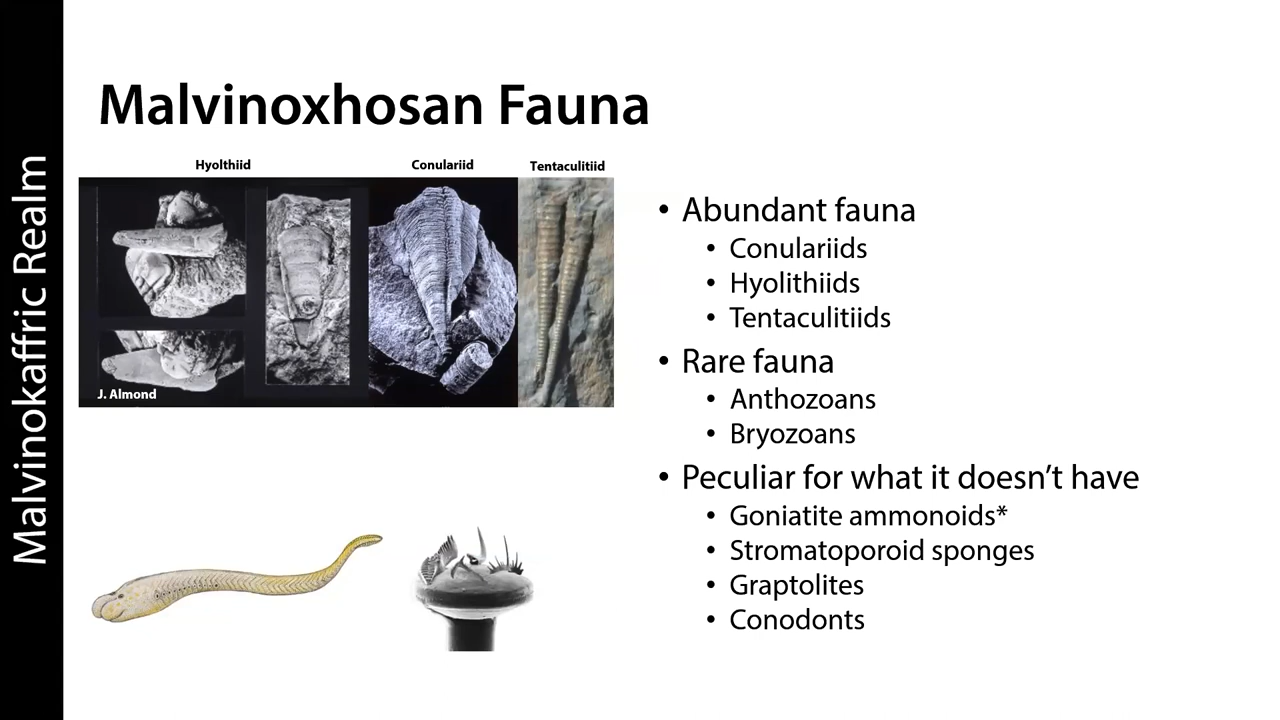 Malvinokaffric Realm
Malvinoxhosan Fauna
Hyolthiid
Conulariid
Tentaculitiid
J. Almond
• Abundant fauna
• Conulariids
• Hyolithiids
• Tentaculitiids
• Rare fauna
• Anthozoans
• Bryozoans
• Peculiar for what it doesn't have
• Goniatite ammonoids*
• Stromatoporoid sponges
• Graptolites
• Conodonts